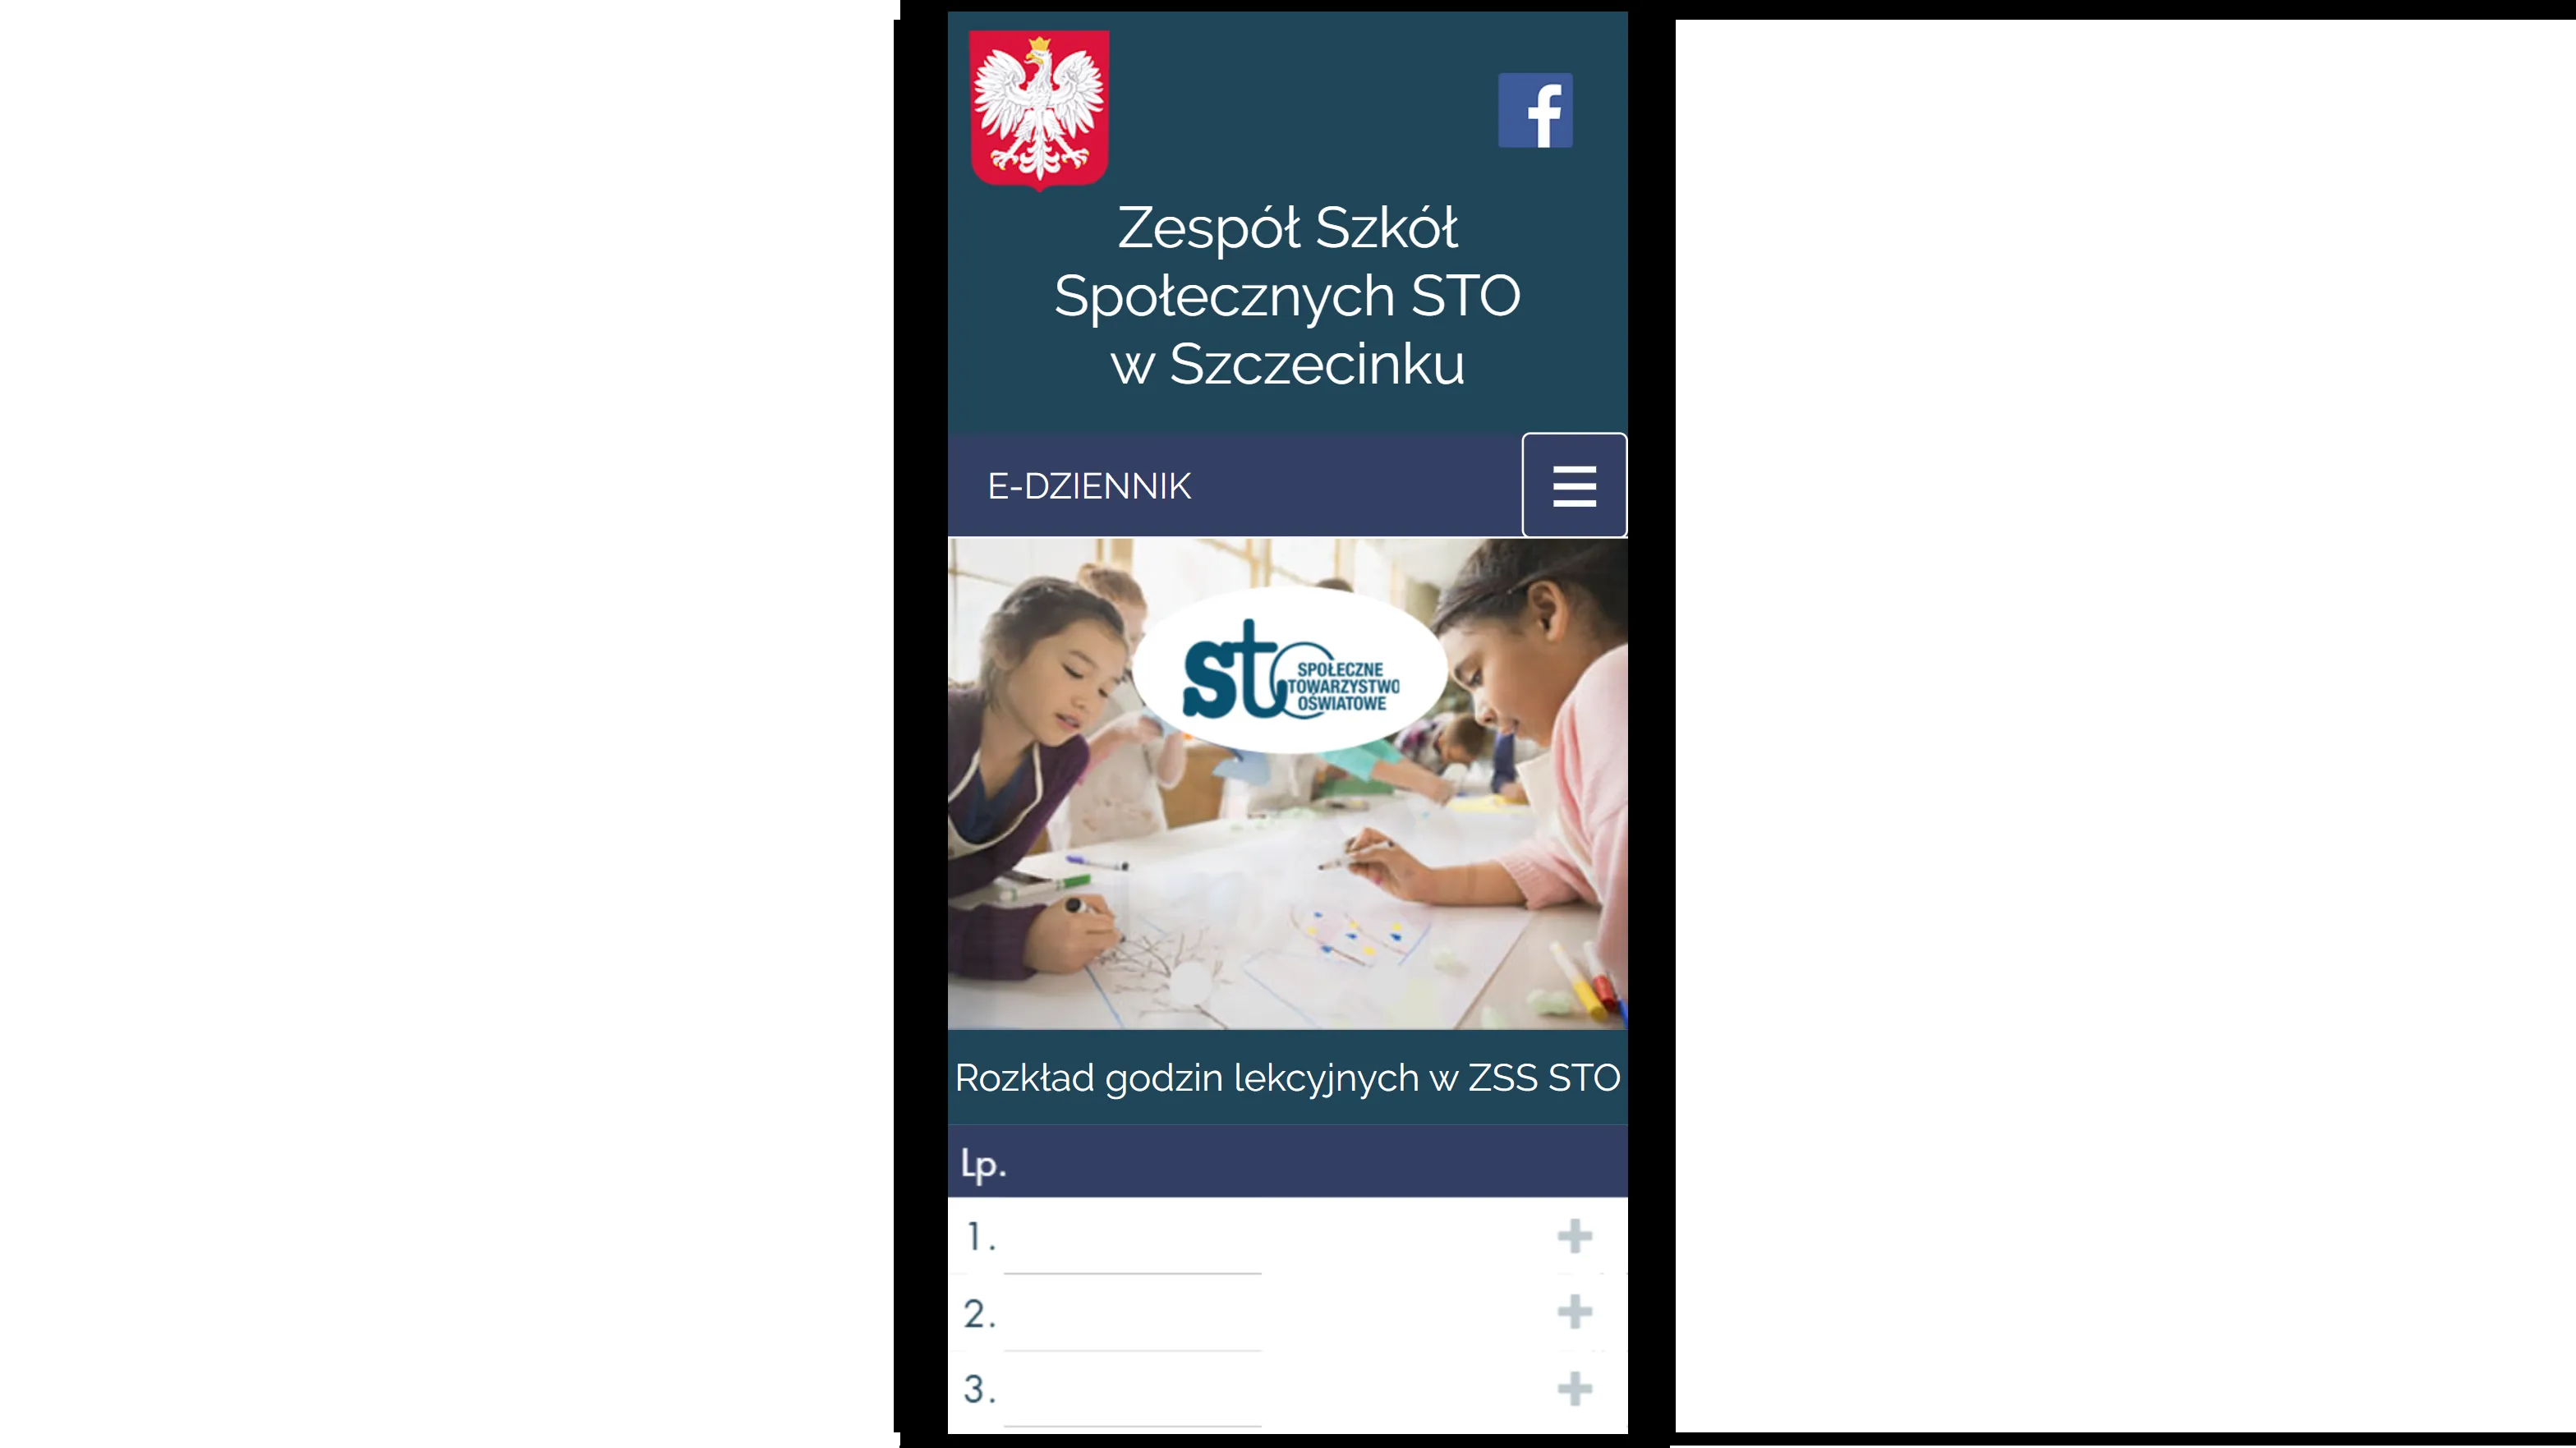 Zespół Szkół
Społecznych STO
w Szczecinku
E-DZIENNIK
sto SPOŁECZNE
TOWARZYSTWO
OŚWIATOWE
Rozkład godzin lekcyjnych w ZSS STO
Lp.
1.
2.
3.